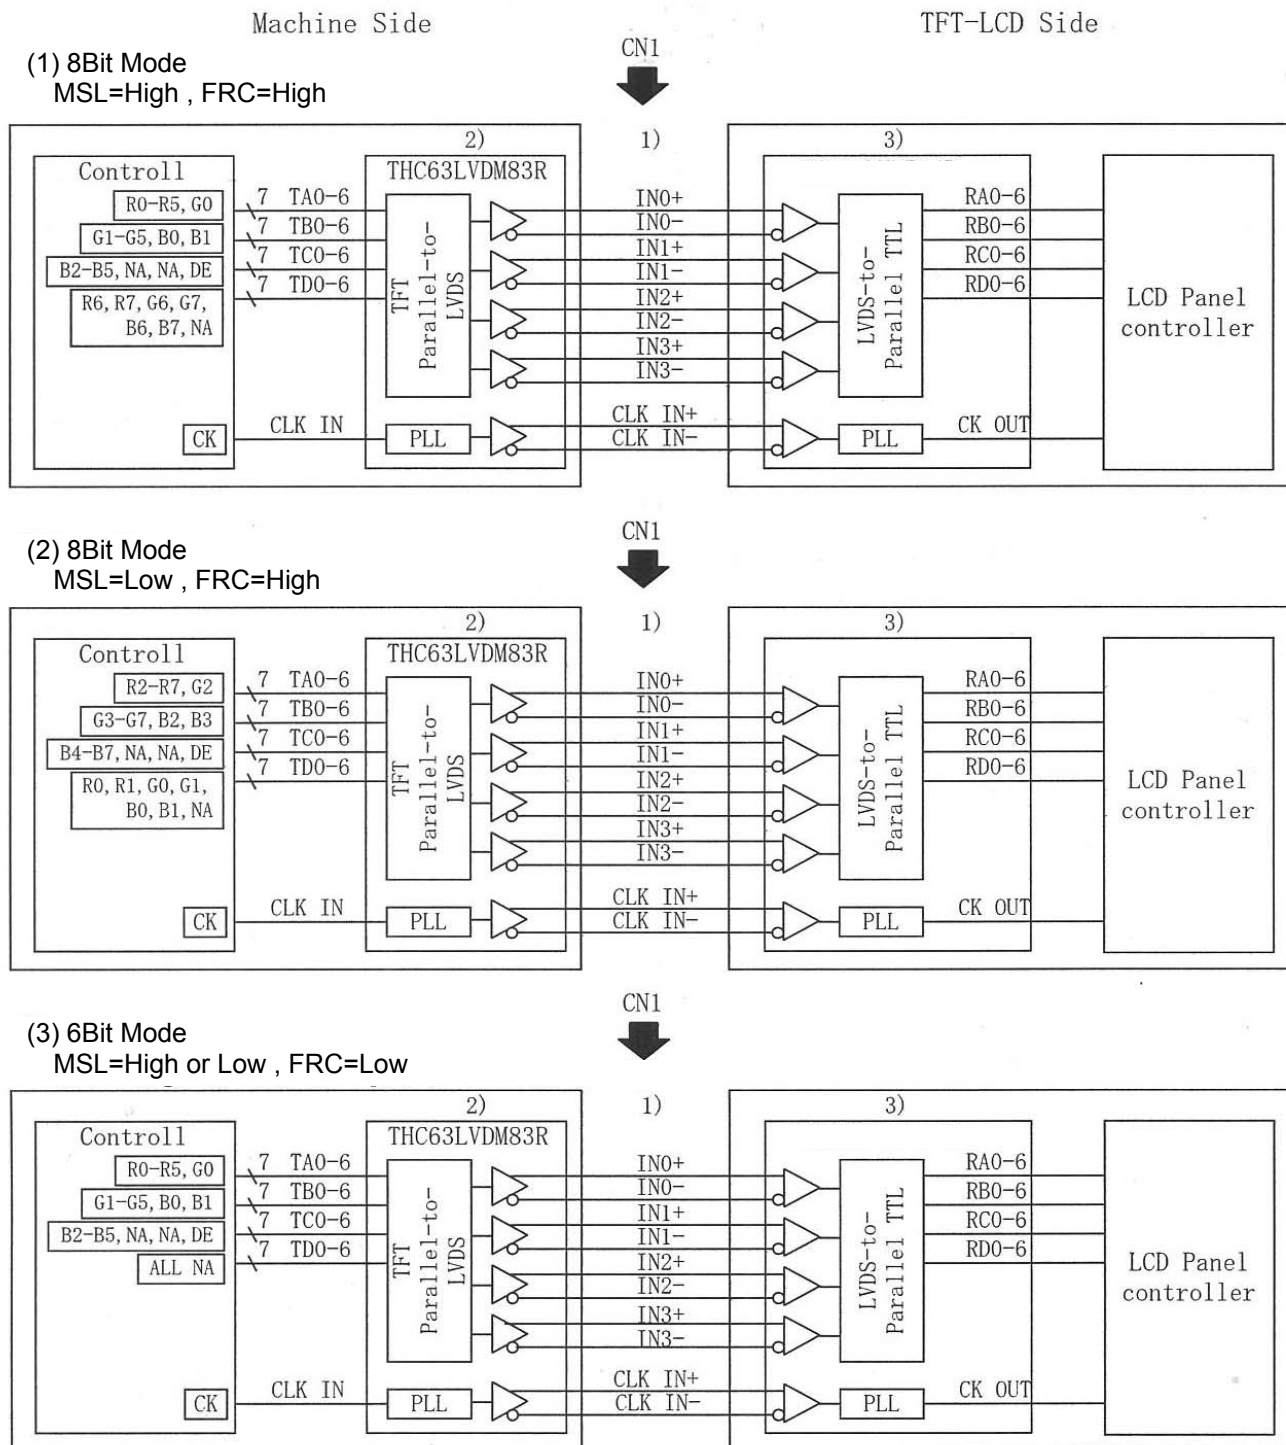 Machine Side
TFT-LCD Side
CN1
(1) 8Bit Mode
MSL=High , FRC=High
2)
1)
3)
Controll
THC63LVDM83R
R0-R5, G0
7 TA0-6
IN0+
RA0-6
IN0-
G1-G5, B0, B1
7 TB0-6
IN1+
RB0-6
B2-B5, NA, NA, DE
7 TC0-6
IN1-
RC0-6
R6, R7, G6, G7,
B6, B7, NA
7 TD0-6
IN2+
RD0-6
IN2-
IN3+
IN3-
TFT
Parallel-to-
LVDS
LVDS-to-
Parallel TTL
LCD Panel
controller
CK
CLK IN
PLL
CLK IN+
CLK IN-
PLL
CK OUT
CN1
(2) 8Bit Mode
MSL=Low , FRC=High
2)
1)
3)
Controll
THC63LVDM83R
R2-R7, G2
7 TA0-6
IN0+
RA0-6
IN0-
G3-G7, B2, B3
7 TB0-6
IN1+
RB0-6
B4-B7, NA, NA, DE
7 TC0-6
IN1-
RC0-6
R0, R1, G0, G1,
B0, B1, NA
7 TD0-6
IN2+
RD0-6
IN2-
IN3+
IN3-
TFT
Parallel-to-
LVDS
LVDS-to-
Parallel TTL
LCD Panel
controller
CK
CLK IN
PLL
CLK IN+
CLK IN-
PLL
CK OUT
CN1
(3) 6Bit Mode
MSL=High or Low , FRC=Low
2)
1)
3)
Controll
THC63LVDM83R
R0-R5, G0
7 TA0-6
IN0+
RA0-6
IN0-
G1-G5, B0, B1
7 TB0-6
IN1+
RB0-6
B2-B5, NA, NA, DE
7 TC0-6
IN1-
RC0-6
ALL NA
7 TD0-6
IN2+
RD0-6
IN2-
IN3+
IN3-
TFT
Parallel-to-
LVDS
LVDS-to-
Parallel TTL
LCD Panel
controller
CK
CLK IN
PLL
CLK IN+
CLK IN-
PLL
CK OUT